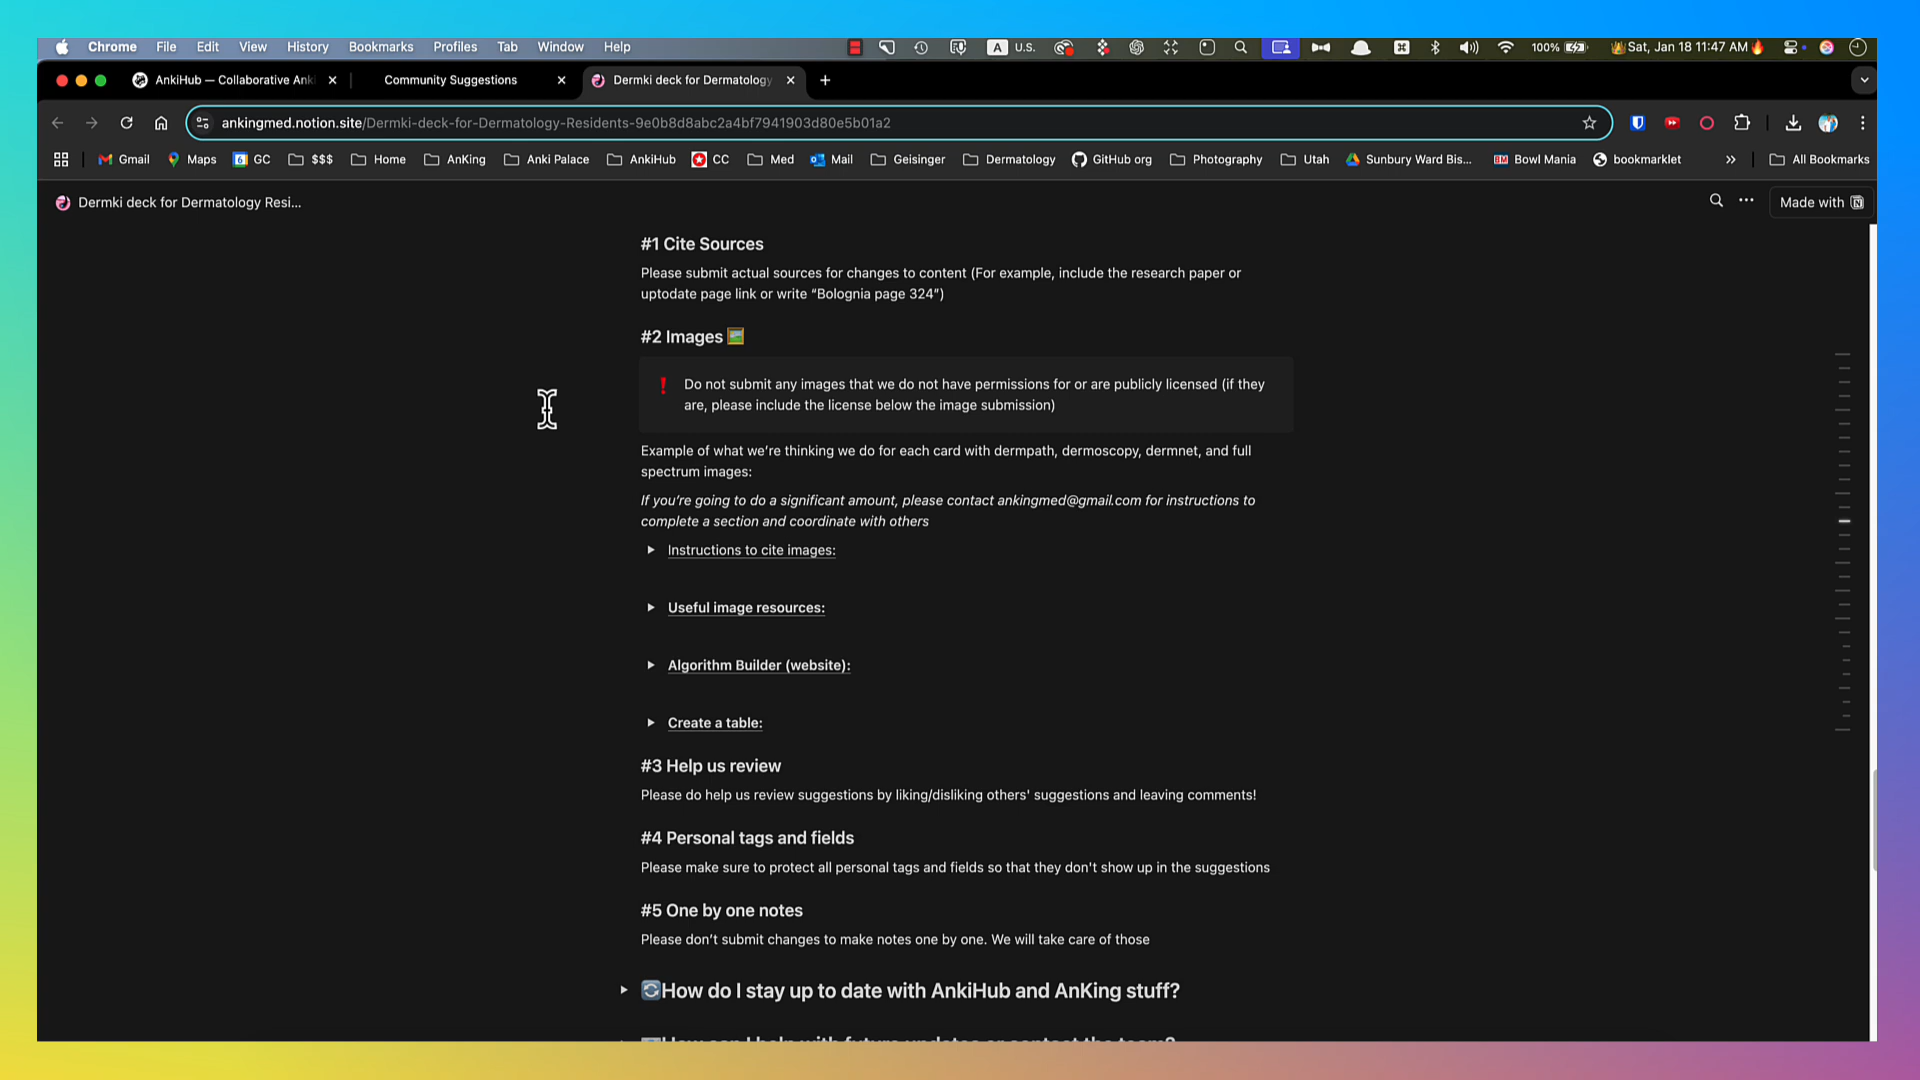 Chrome File Edit View History Bookmarks Profiles Tab Window Help A U.S. 100% Sat, Jan 18 11:47 AM
AnkiHub — Collaborative Anki Community Suggestions Dermki deck for Dermatology
ankingmed.notion.site/Dermki-deck-for-Dermatology-Residents-9e0b8d8abc2a4bf7941903d80e5b01a2
Gmail Maps GC $$$ Home AnKing Anki Palace AnkiHub CC Med Mail Geisinger Dermatology GitHub org Photography Utah Sunbury Ward Bis... Bowl Mania bookmarklet All Bookmarks
Dermki deck for Dermatology Resi... Made with
#1 Cite Sources
Please submit actual sources for changes to content (For example, include the research paper or
uptodate page link or write “Bolognia page 324”)
#2 Images
Do not submit any images that we do not have permissions for or are publicly licensed (if they
are, please include the license below the image submission)
Example of what we’re thinking we do for each card with dermpath, dermoscopy, dermnet, and full
spectrum images:
If you’re going to do a significant amount, please contact ankingmed@gmail.com for instructions to
complete a section and coordinate with others
Instructions to cite images:
Useful image resources:
Algorithm Builder (website):
Create a table:
#3 Help us review
Please do help us review suggestions by liking/disliking others' suggestions and leaving comments!
#4 Personal tags and fields
Please make sure to protect all personal tags and fields so that they don't show up in the suggestions
#5 One by one notes
Please don’t submit changes to make notes one by one. We will take care of those
How do I stay up to date with AnkiHub and AnKing stuff?
How can I help with future updates or contact the team?